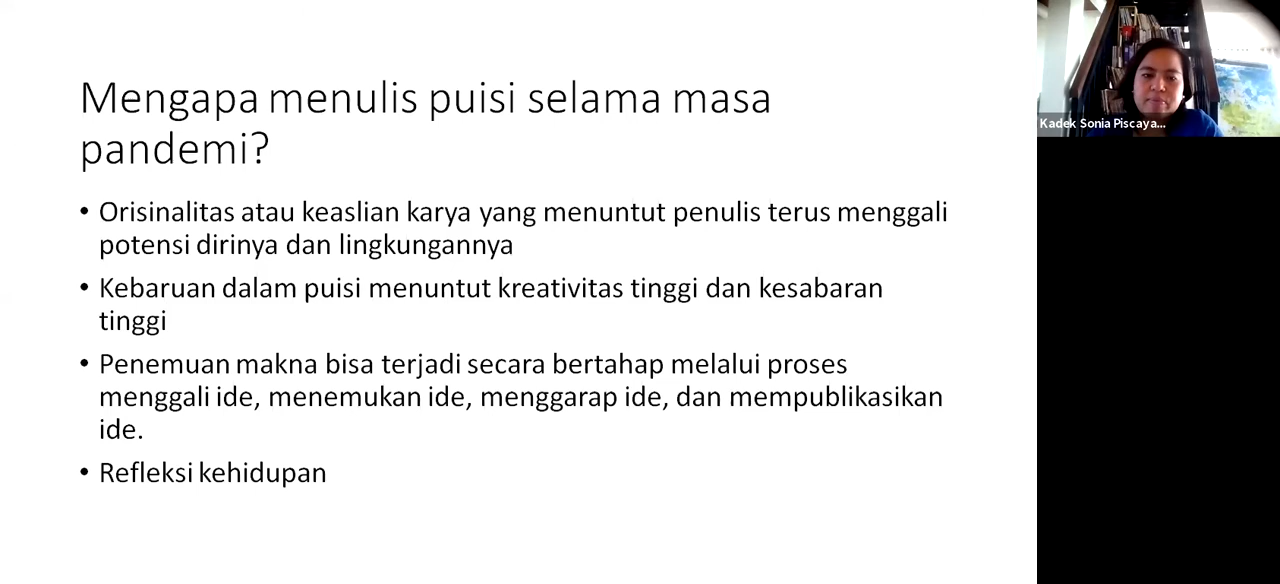 Mengapa menulis puisi selama masa
pandemi?
• Orisinalitas atau keaslian karya yang menuntut penulis terus menggali
potensi dirinya dan lingkungannya
• Kebaruan dalam puisi menuntut kreativitas tinggi dan kesabaran
tinggi
• Penemuan makna bisa terjadi secara bertahap melalui proses
menggali ide, menemukan ide, menggarap ide, dan mempublikasikan
ide.
• Refleksi kehidupan
Kadek Sonia Piscaya...